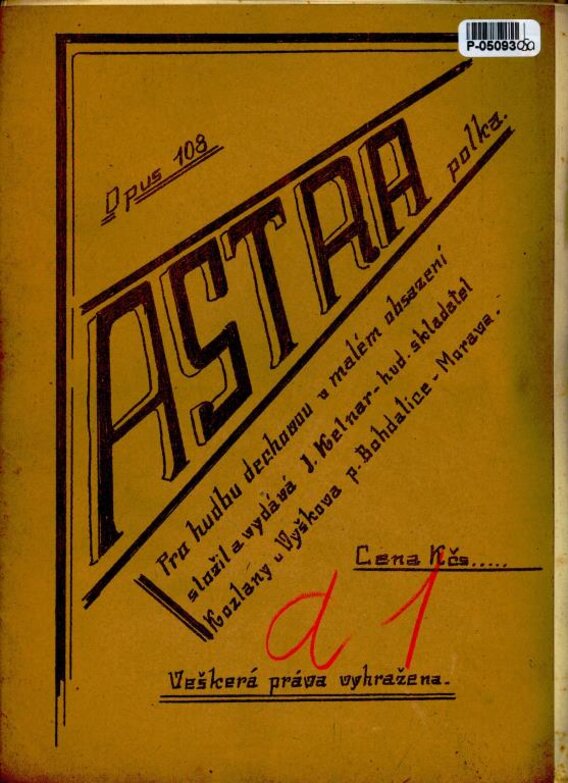 P-05093
Opus 108
ASTRA
polka.
Pro hudbu dechovou v malém obsazení
složil a vydává J. Kelnar - hud. skladatel
Kozlány u Vyškova p. Bohdalice - Morava.
Cena Kčs.....
d 1
Veškerá práva vyhražena.